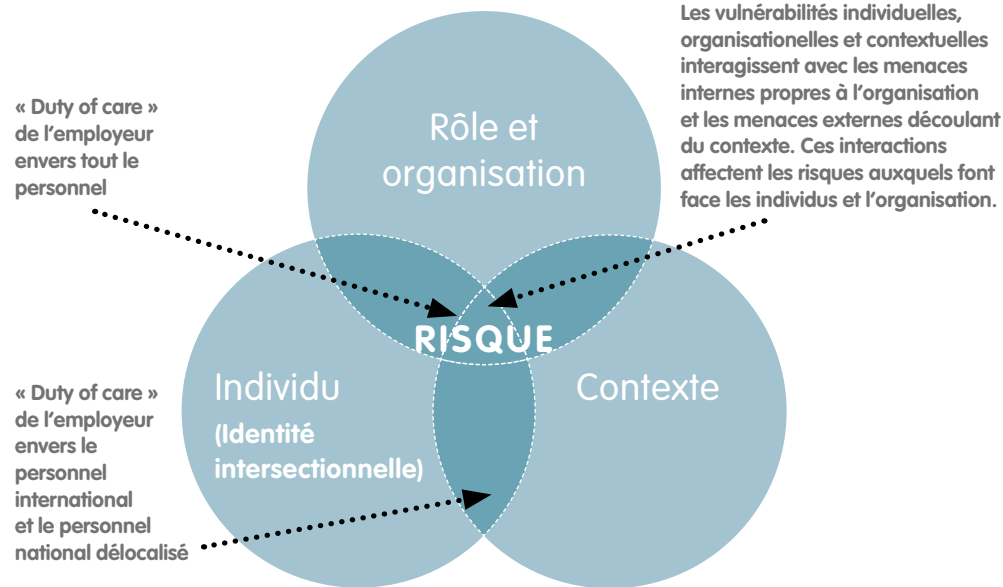 Les vulnérabilités individuelles,
organisationelles et contextuelles
interagissent avec les menaces
internes propres à l'organisation
et les menaces externes découlant
du contexte. Ces interactions
affectent les risques auxquels font
face les individus et l'organisation.
« Duty of care »
de l'employeur
envers tout le
personnel
Rôle et
organisation
RISQUE
Individu
(Identité
intersectionnelle)
Contexte
« Duty of care »
de l'employeur
envers le
personnel
international
et le personnel
national délocalisé